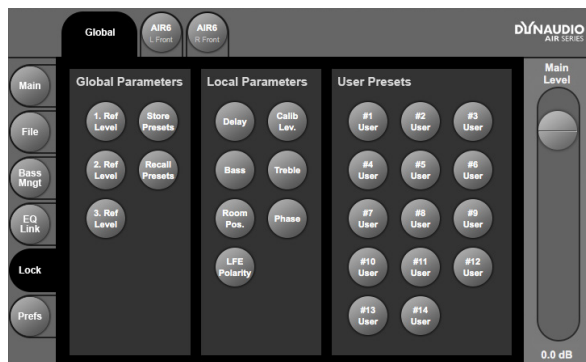 Global
AIR6
L Front
AIR6
R Front
DYNAUDIO
AIR SERIES
Main
File
Bass
Mngt
EQ
Link
Lock
Prefs
Global Parameters
1. Ref
Level
Store
Presets
2. Ref
Level
Recall
Presets
3. Ref
Level
Local Parameters
Delay
Calib
Lev.
Bass
Treble
Room
Pos.
Phase
LFE
Polarity
User Presets
#1
User
#2
User
#3
User
#4
User
#5
User
#6
User
#7
User
#8
User
#9
User
#10
User
#11
User
#12
User
#13
User
#14
User
Main
Level
0.0 dB